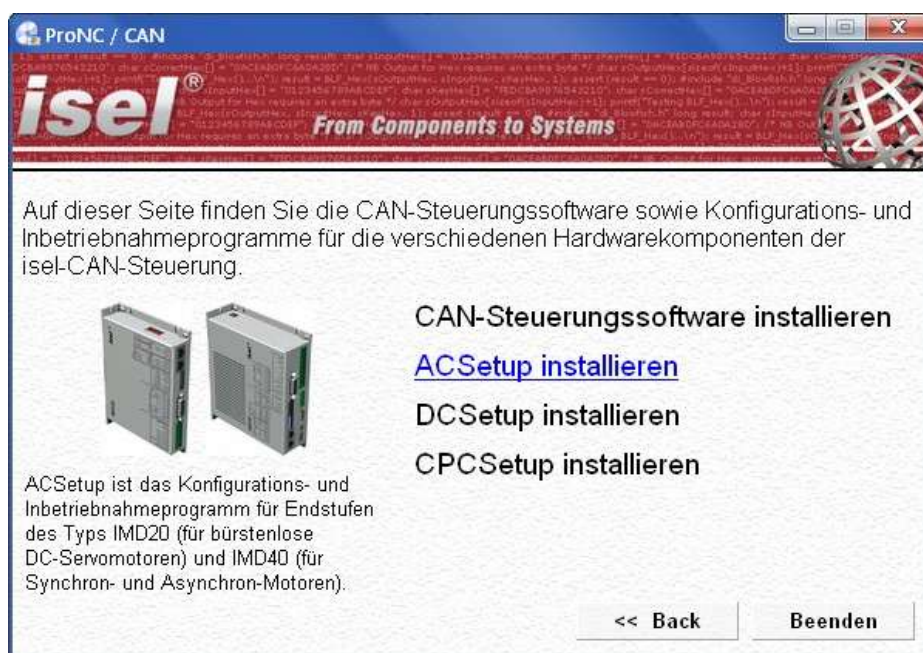 ProNC / CAN
isel®
From Components to Systems
Auf dieser Seite finden Sie die CAN-Steuerungssoftware sowie Konfigurations- und
Inbetriebnahmeprogramme für die verschiedenen Hardwarekomponenten der
isel-CAN-Steuerung.
CAN-Steuerungssoftware installieren
ACSetup installieren
DCSetup installieren
CPCSetup installieren
ACSetup ist das Konfigurations- und
Inbetriebnahmeprogramm für Endstufen
des Typs IMD20 (für bürstenlose
DC-Servomotoren) und IMD40 (für
Synchron- und Asynchron-Motoren).
<< Back
Beenden